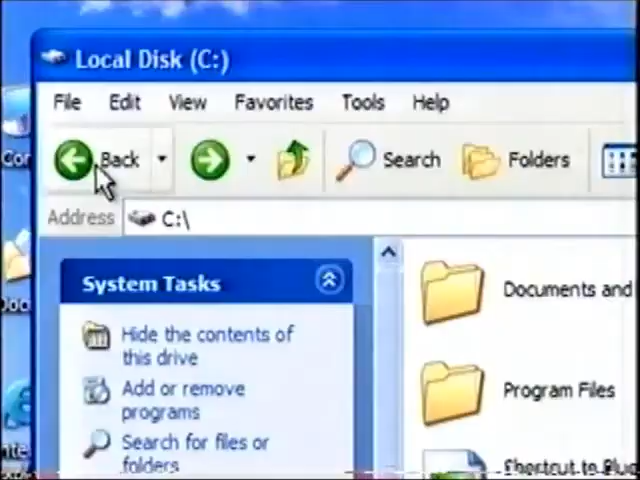 Local Disk (C:)
File Edit View Favorites Tools Help
Back Search Folders
Address C:\
System Tasks
Hide the contents of
this drive
Add or remove
programs
Search for files or
folders
Documents and
Program Files
Shortcut to